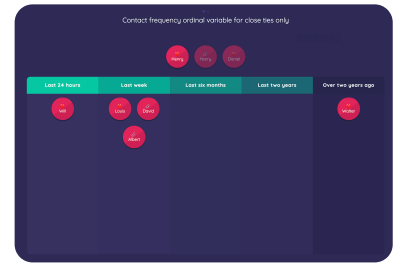 Contact frequency ordinal variable for close ties only
Henry Harry Daniel
Last 24 hours Last week Last six months Last two years Over two years ago
Will Louis David Walter
Albert